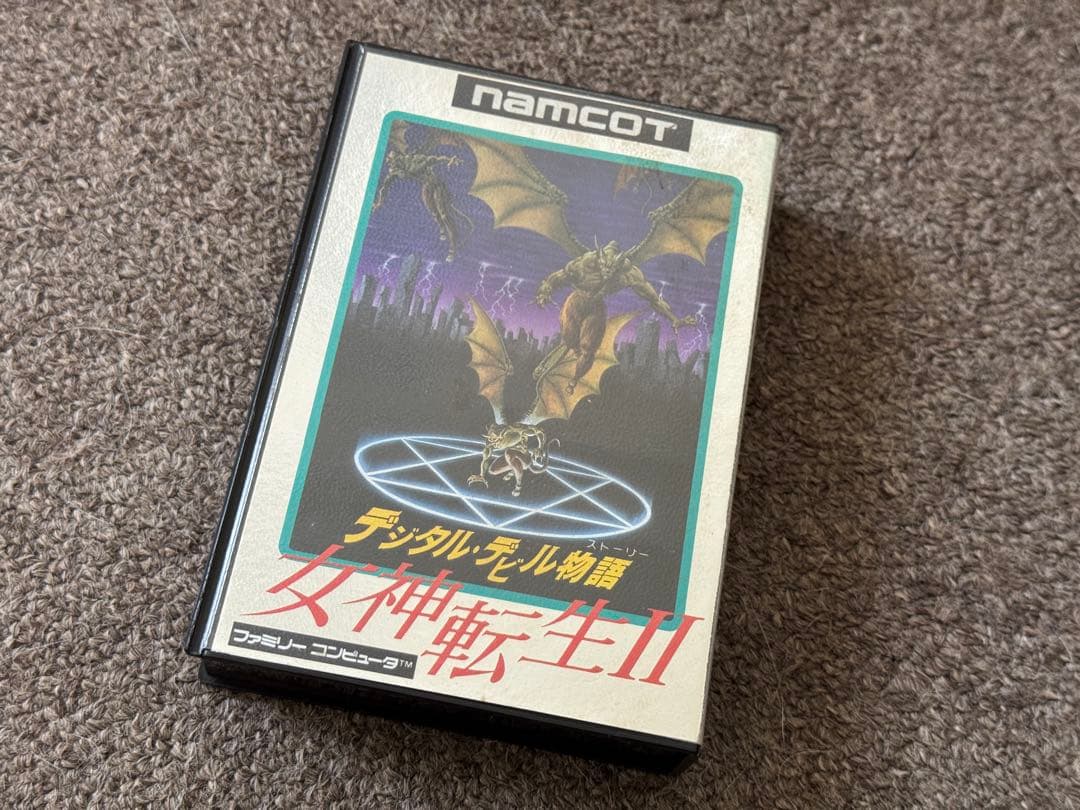 namcot
デジタル・デビル物語
ストーリー
女神転生II
ファミリー コンピュータ™